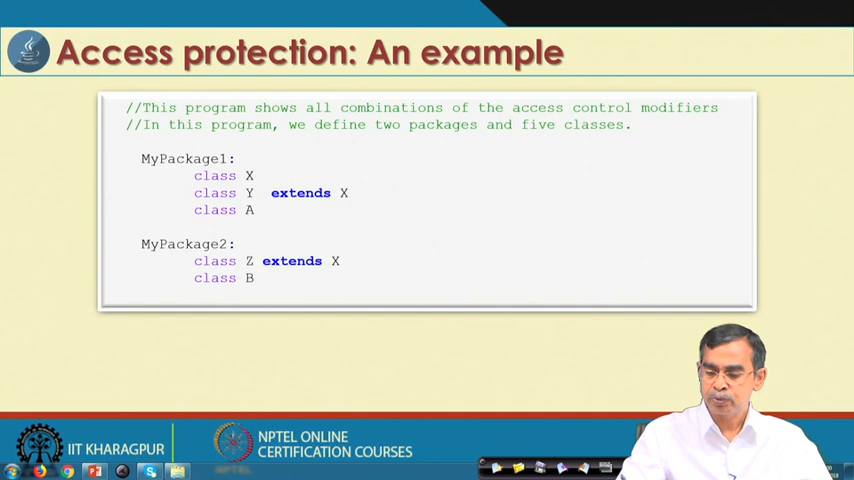 Access protection: An example
//This program shows all combinations of the access control modifiers
//In this program, we define two packages and five classes.
MyPackage1:
class X
class Y extends X
class A
MyPackage2:
class Z extends X
class B
IIT KHARAGPUR
NPTEL ONLINE
CERTIFICATION COURSES
NPTEL